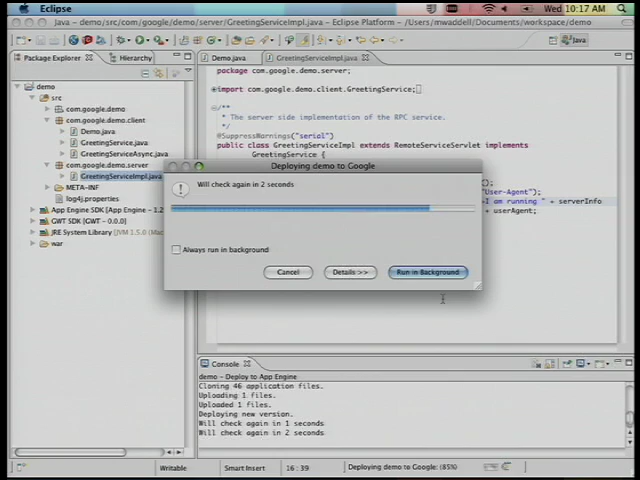 Eclipse
Wed 10:17 AM
Java - demo/src/com/google/demo/server/GreetingServiceImpl.java - Eclipse Platform - /Users/mwaddell/Documents/workspace/demo
Java
Package Explorer
Hierarchy
Demo.java
GreetingServiceImpl.java
demo
src
com.google.demo
com.google.demo.client
Demo.java
GreetingService.java
GreetingServiceAsync.java
com.google.demo.server
GreetingServiceImpl.java
META-INF
log4j.properties
App Engine SDK [App Engine - 1.2
GWT SDK [GWT - 0.0.0]
JRE System Library [JVM 1.5.0 (Mac
war
package com.google.demo.server;
import com.google.demo.client.GreetingService;
/**
* The server side implementation of the RPC service.
*/
@SuppressWarnings("serial")
public class GreetingServiceImpl extends RemoteServiceServlet implements
GreetingService {
();
"User-Agent");
I am running " + serverInfo
+ userAgent;
Deploying demo to Google
Will check again in 2 seconds
Always run in background
Cancel
Details >>
Run in Background
Console
demo - Deploy to App Engine
Cloning 46 application files.
Uploading 1 files.
Uploaded 1 files.
Deploying new version.
Will check again in 1 seconds
Will check again in 2 seconds
Writable
Smart Insert
16 : 39
Deploying demo to Google: (85%)